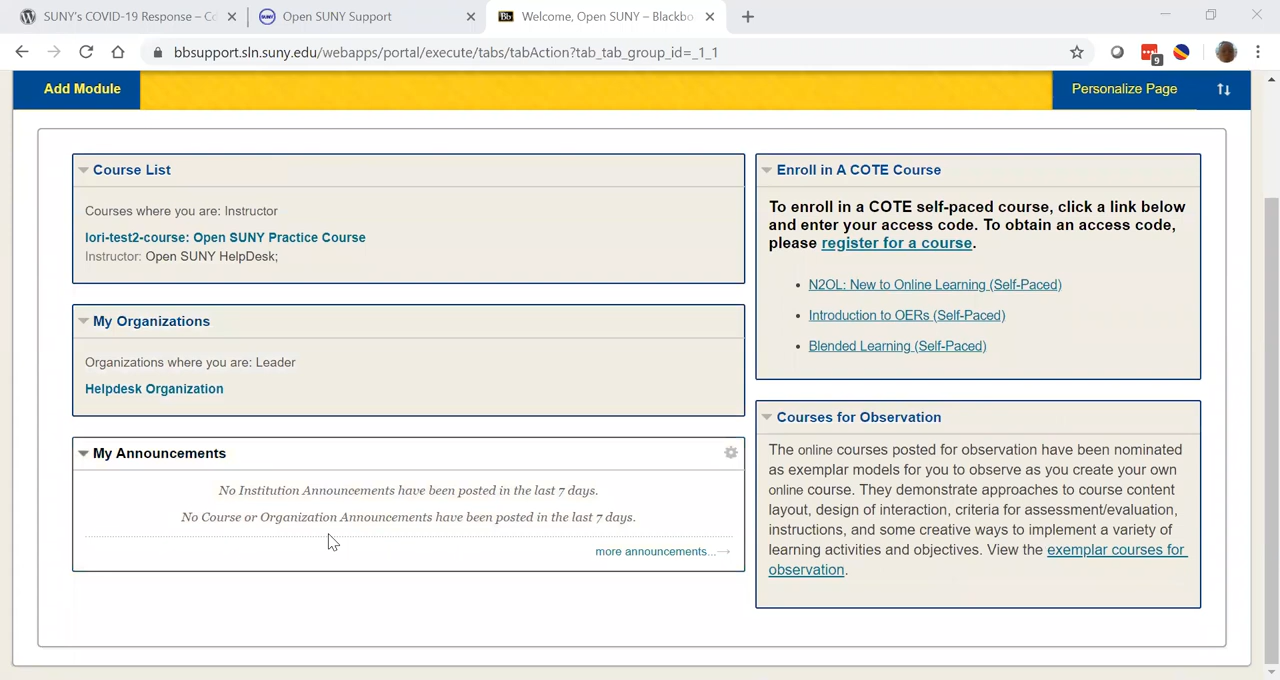 SUNY's COVID-19 Response – Co
Open SUNY Support
Welcome, Open SUNY – Blackbo
bbsupport.sln.suny.edu/webapps/portal/execute/tabs/tabAction?tab_tab_group_id=_1_1
9
Add Module
Personalize Page
Course List
Courses where you are: Instructor
lori-test2-course: Open SUNY Practice Course
Instructor: Open SUNY HelpDesk;
My Organizations
Organizations where you are: Leader
Helpdesk Organization
My Announcements
No Institution Announcements have been posted in the last 7 days.
No Course or Organization Announcements have been posted in the last 7 days.
more announcements...→
Enroll in A COTE Course
To enroll in a COTE self-paced course, click a link below
and enter your access code. To obtain an access code,
please register for a course.
• N2OL: New to Online Learning (Self-Paced)
• Introduction to OERs (Self-Paced)
• Blended Learning (Self-Paced)
Courses for Observation
The online courses posted for observation have been nominated
as exemplar models for you to observe as you create your own
online course. They demonstrate approaches to course content
layout, design of interaction, criteria for assessment/evaluation,
instructions, and some creative ways to implement a variety of
learning activities and objectives. View the exemplar courses for
observation.